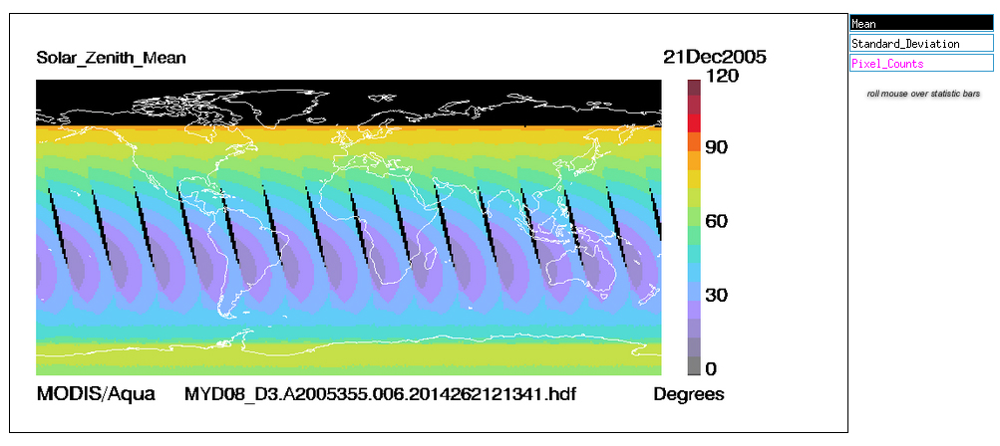 Mean
Standard_Deviation
Pixel_Counts
roll mouse over statistic bars
Solar_Zenith_Mean
21Dec2005
120
90
60
30
0
MODIS/Aqua MYD08_D3.A2005355.006.2014262121341.hdf Degrees